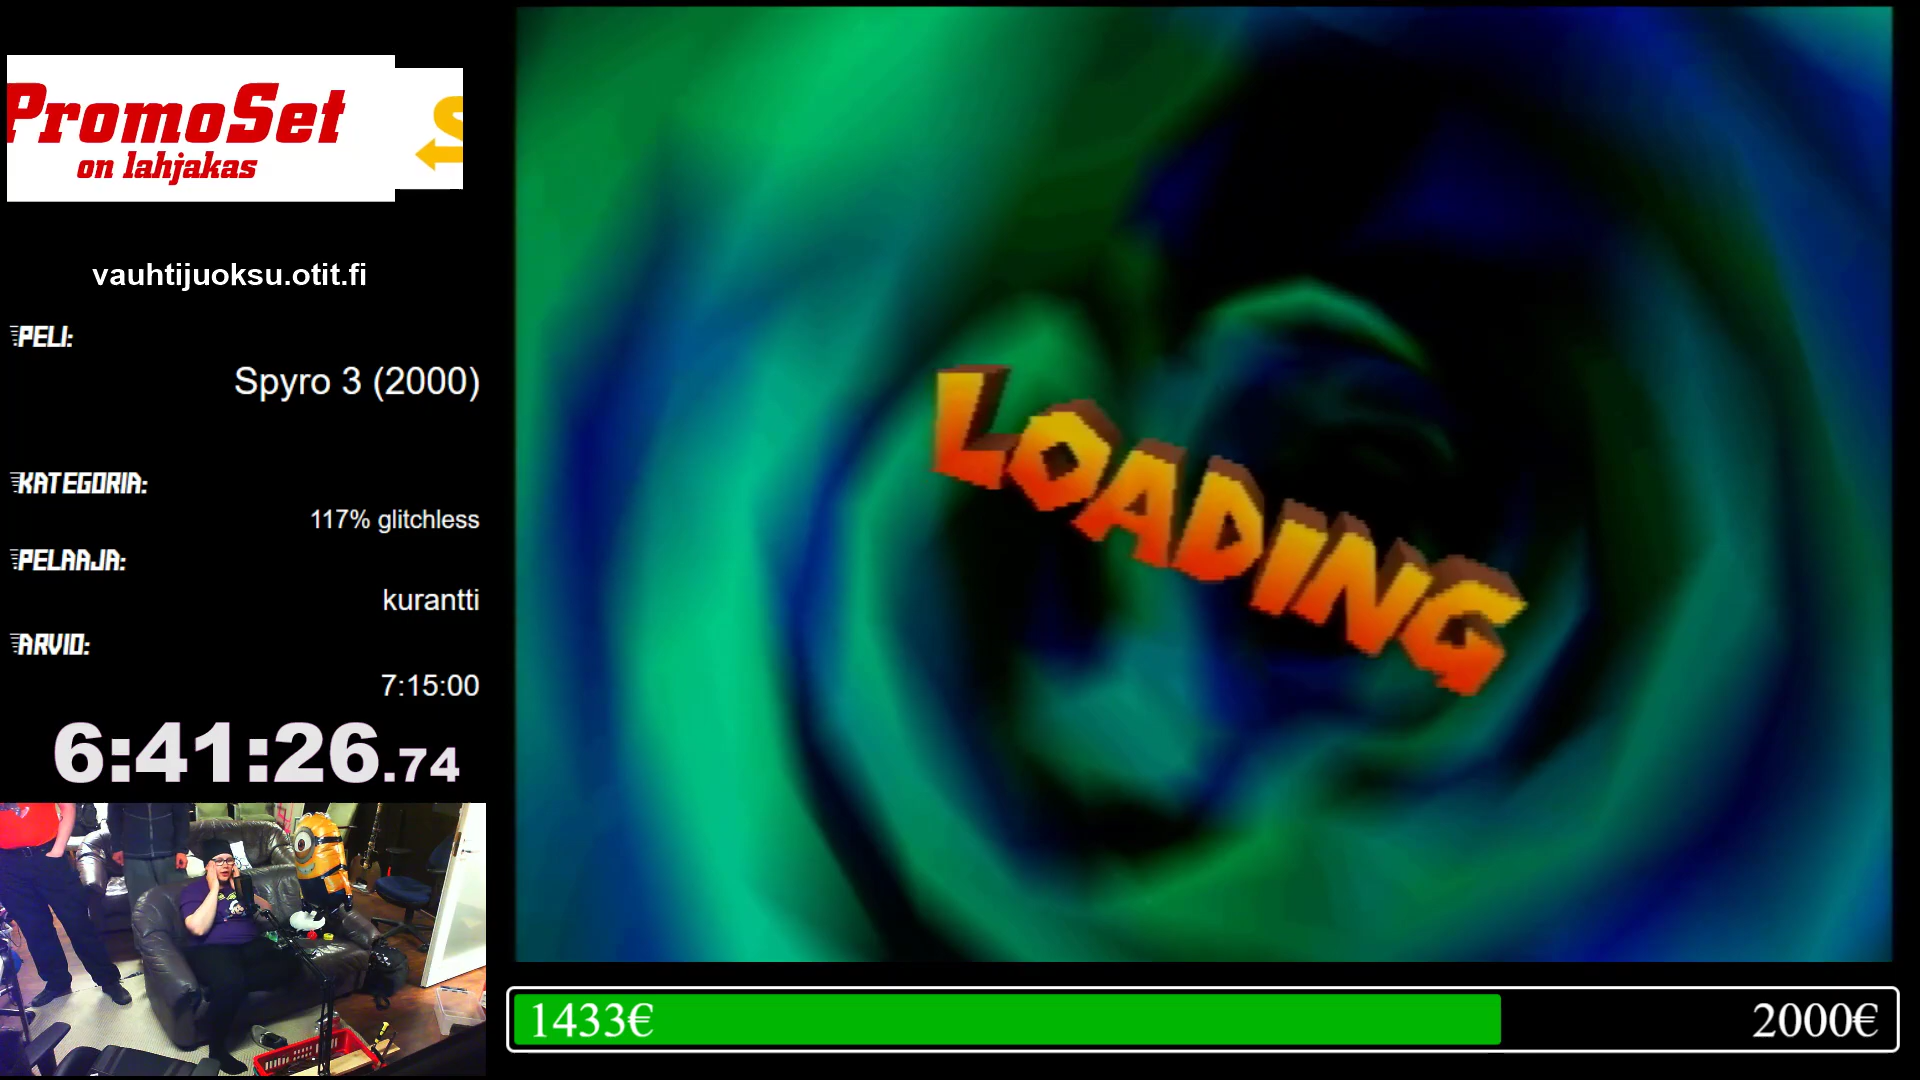 PromoSet
on lahjakas
S
vauhtijuoksu.otit.fi
PELI:
Spyro 3 (2000)
KATEGORIA:
117% glitchless
PELAAJA:
kurantti
ARVIO:
7:15:00
6:41:26.74
LOADING
1433€
2000€